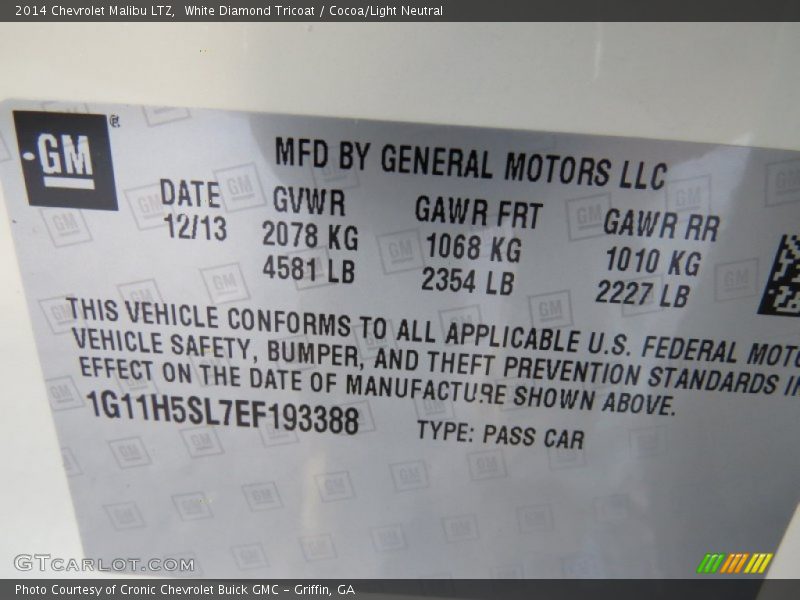 2014 Chevrolet Malibu LTZ, White Diamond Tricoat / Cocoa/Light Neutral
GM
MFD BY GENERAL MOTORS LLC
DATE GVWR GAWR FRT GAWR RR
12/13 2078 KG 1068 KG 1010 KG
4581 LB 2354 LB 2227 LB
THIS VEHICLE CONFORMS TO ALL APPLICABLE U.S. FEDERAL
VEHICLE SAFETY, BUMPER, AND THEFT PREVENTION STANDARDS
EFFECT ON THE DATE OF MANUFACTURE SHOWN ABOVE.
1G11H5SL7EF193388 TYPE: PASS CAR
GTCARLOT.COM
Photo Courtesy of Cronic Chevrolet Buick GMC - Griffin, GA